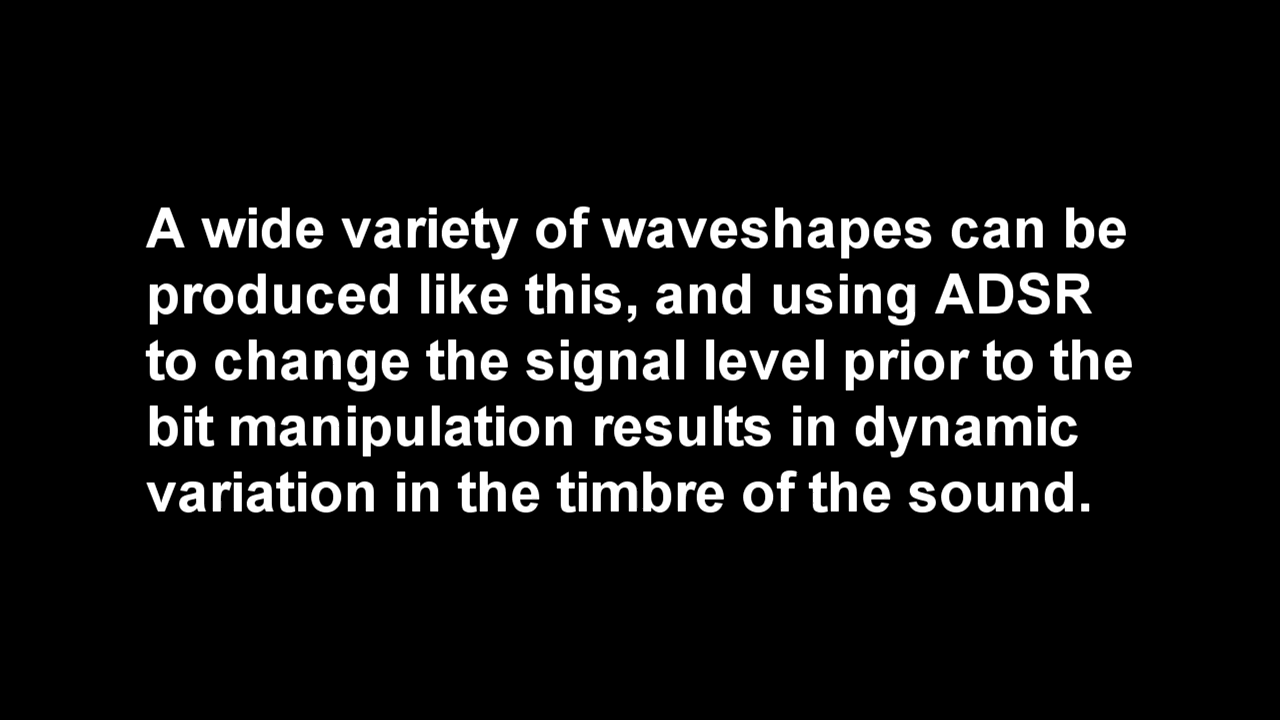 A wide variety of waveshapes can be
produced like this, and using ADSR
to change the signal level prior to the
bit manipulation results in dynamic
variation in the timbre of the sound.